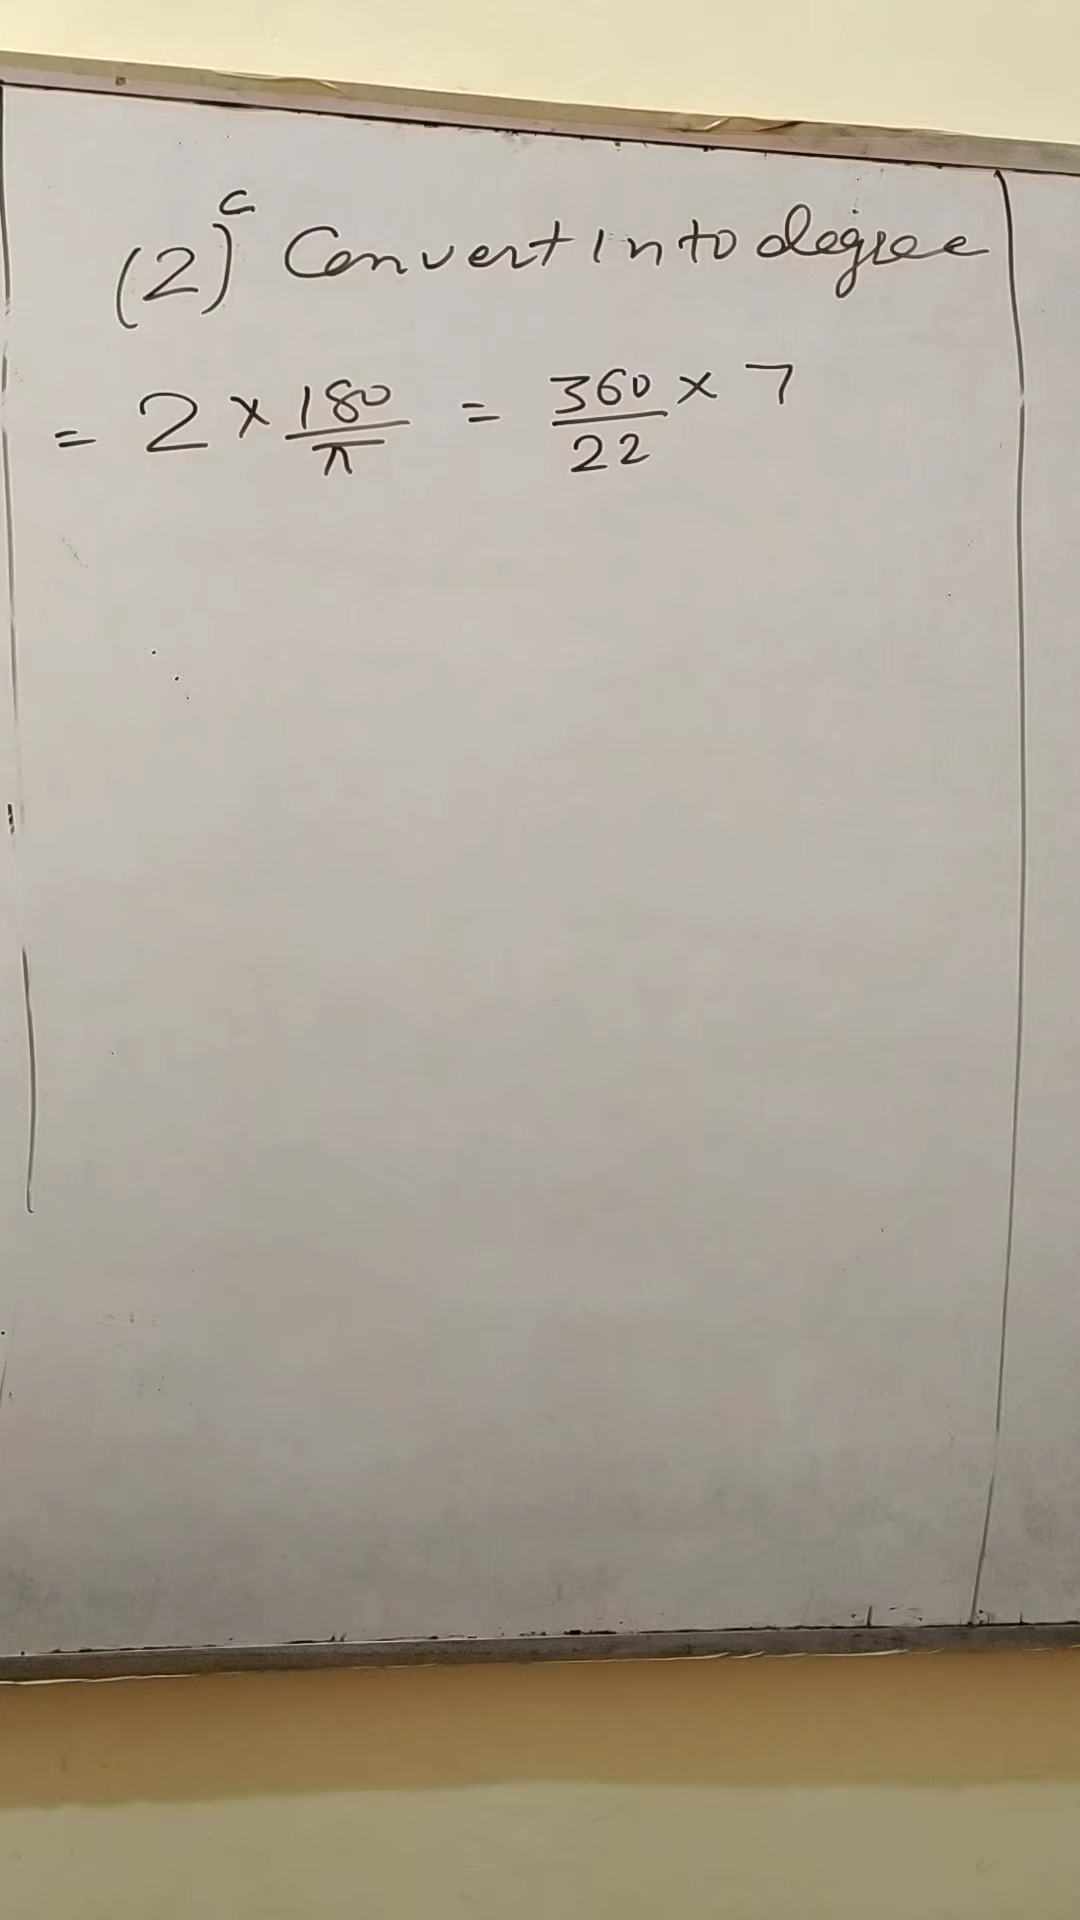 (2)ᶜ Convert into degree
= 2 × 180/π = 360/22 × 7